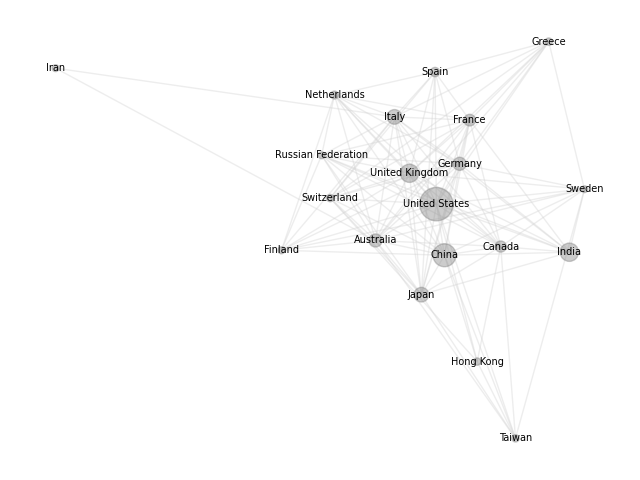 Greece
Iran
Spain
Netherlands
Italy
France
Russian Federation
Germany
United Kingdom
Sweden
Switzerland
United States
Australia
Finland
Canada
India
China
Japan
Hong Kong
Taiwan